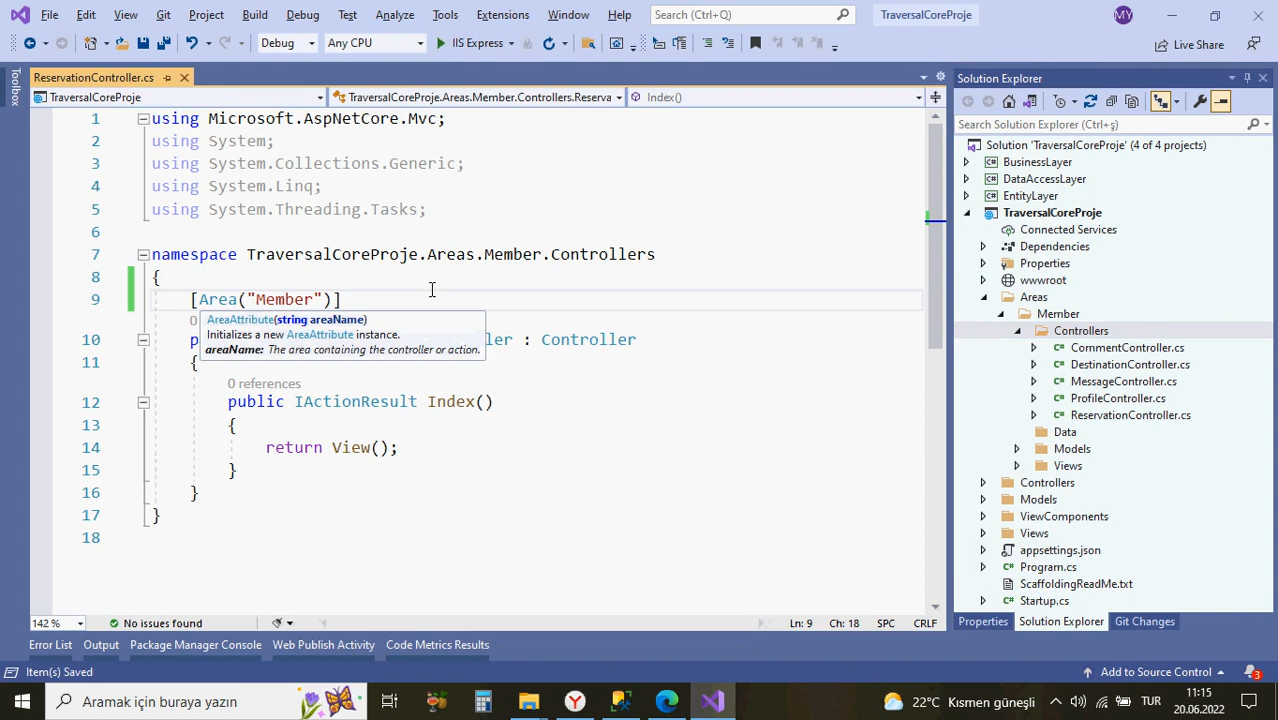 File Edit View Git Project Build Debug Test Analyze Tools Extensions Window Help Search (Ctrl+Q) TraversalCoreProje MY
Debug Any CPU IIS Express Live Share
ReservationController.cs
TraversalCoreProje TraversalCoreProje.Areas.Member.Controllers.Reserva Index()
Toolbox
1 using Microsoft.AspNetCore.Mvc;
2 using System;
3 using System.Collections.Generic;
4 using System.Linq;
5 using System.Threading.Tasks;
6
7 namespace TraversalCoreProje.Areas.Member.Controllers
8 {
9 [Area("Member")]
AreaAttribute(string areaName)
Initializes a new AreaAttribute instance.
areaName: The area containing the controller or action.
10 ller : Controller
11 {
0 references
12 public IActionResult Index()
13 {
14 return View();
15 }
16 }
17 }
18
142 % No issues found Ln: 9 Ch: 18 SPC CRLF
Solution Explorer
Search Solution Explorer (Ctrl+ş)
Solution 'TraversalCoreProje' (4 of 4 projects)
BusinessLayer
DataAccessLayer
EntityLayer
TraversalCoreProje
Connected Services
Dependencies
Properties
wwwroot
Areas
Member
Controllers
CommentController.cs
DestinationController.cs
MessageController.cs
ProfileController.cs
ReservationController.cs
Data
Models
Views
Controllers
Models
ViewComponents
Views
appsettings.json
Program.cs
ScaffoldingReadMe.txt
Startup.cs
Properties Solution Explorer Git Changes
Error List Output Package Manager Console Web Publish Activity Code Metrics Results
Item(s) Saved Add to Source Control 3
Aramak için buraya yazın 22°C Kısmen güneşli TUR 11:15
20.06.2022